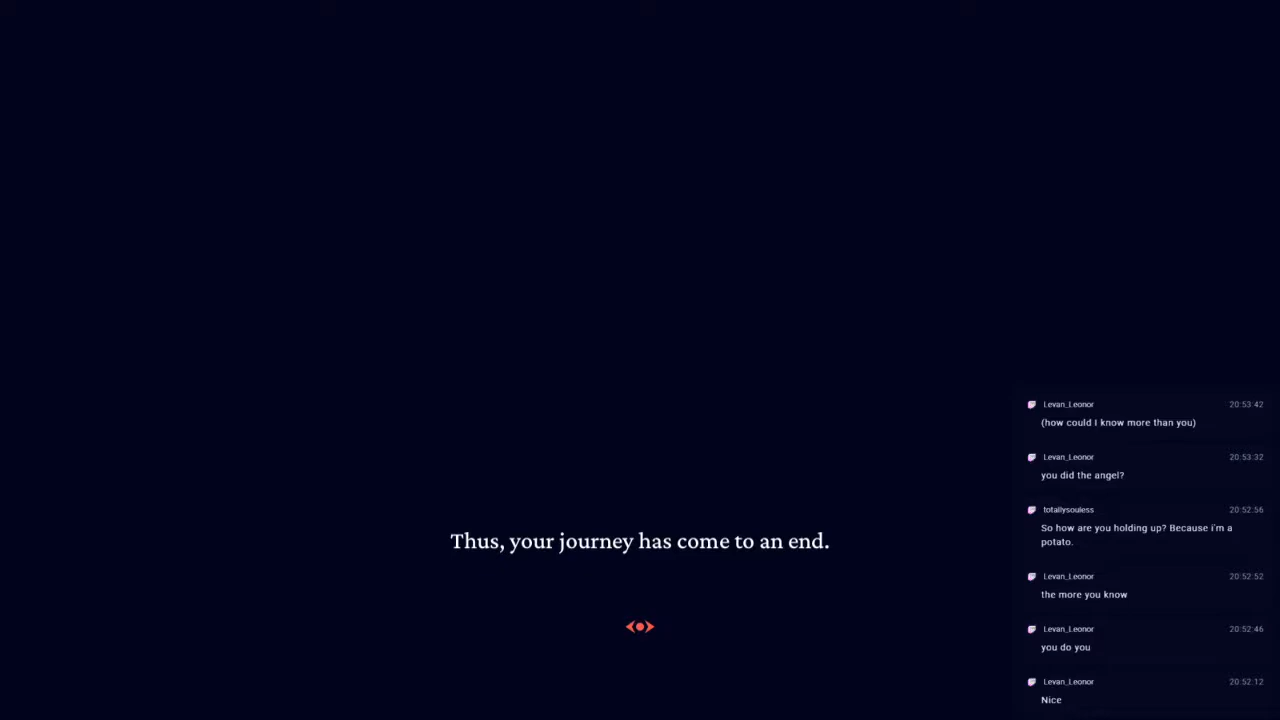 Thus, your journey has come to an end.
Levan_Leonor 20:53:42
(how could I know more than you)
Levan_Leonor 20:53:32
you did the angel?
totallysouless 20:52:56
So how are you holding up? Because i'm a
potato.
Levan_Leonor 20:52:52
the more you know
Levan_Leonor 20:52:46
you do you
Levan_Leonor 20:52:12
Nice